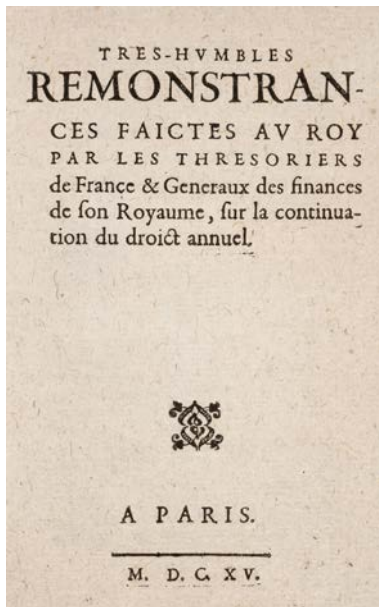 TRES-HVMBLES
REMONSTRAN-
CES FAICTES AV ROY
PAR LES THRESORIERS
de France & Generaux des finances
de ſon Royaume, ſur la continua-
tion du droict annuel.
A PARIS.
M. D. C. XV.